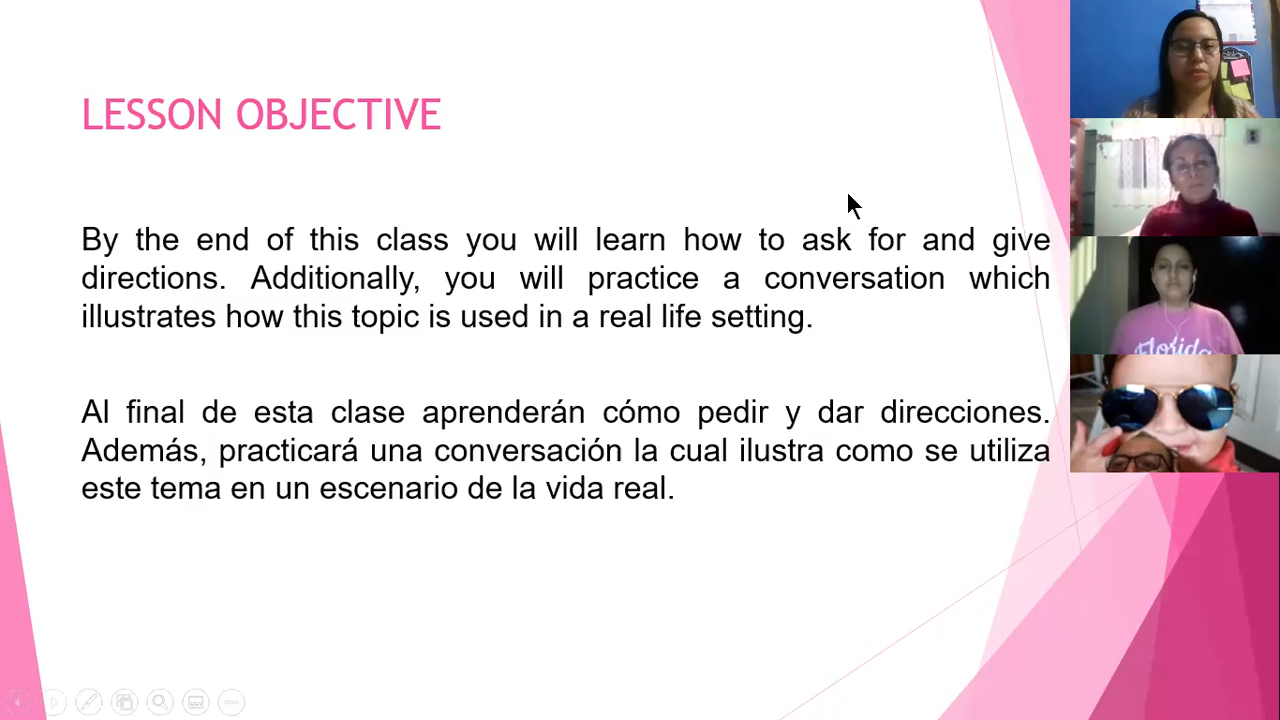 LESSON OBJECTIVE
By the end of this class you will learn how to ask for and give
directions. Additionally, you will practice a conversation which
illustrates how this topic is used in a real life setting.
Al final de esta clase aprenderán cómo pedir y dar direcciones.
Además, practicará una conversación la cual ilustra como se utiliza
este tema en un escenario de la vida real.
Florida